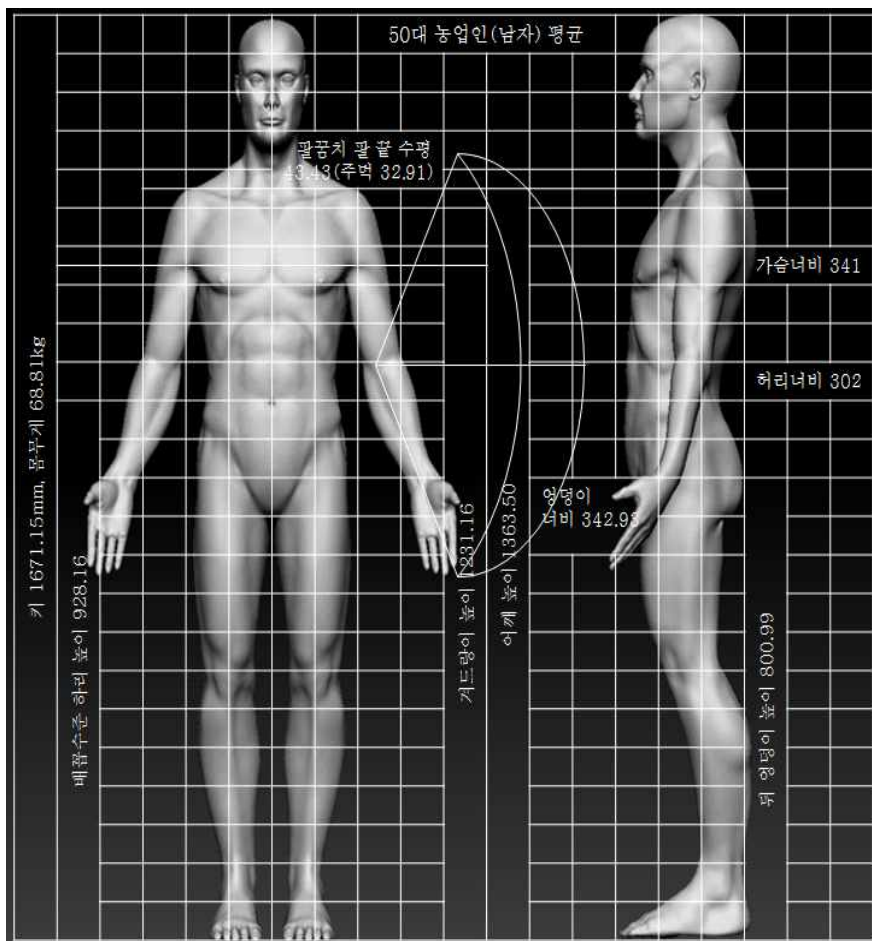 50대 농업인(남자) 평균
팔꿈치 팔 끝 수평
43.43(주먹 32.91)
가슴너비 341
허리너비 302
엉덩이
너비 342.93
키 1671.15mm, 몸무게 68.81kg
배꼽수준 허리 높이 928.16
겨드랑이 높이 1231.16
어깨 높이 1363.50
뒤 엉덩이 높이 800.99